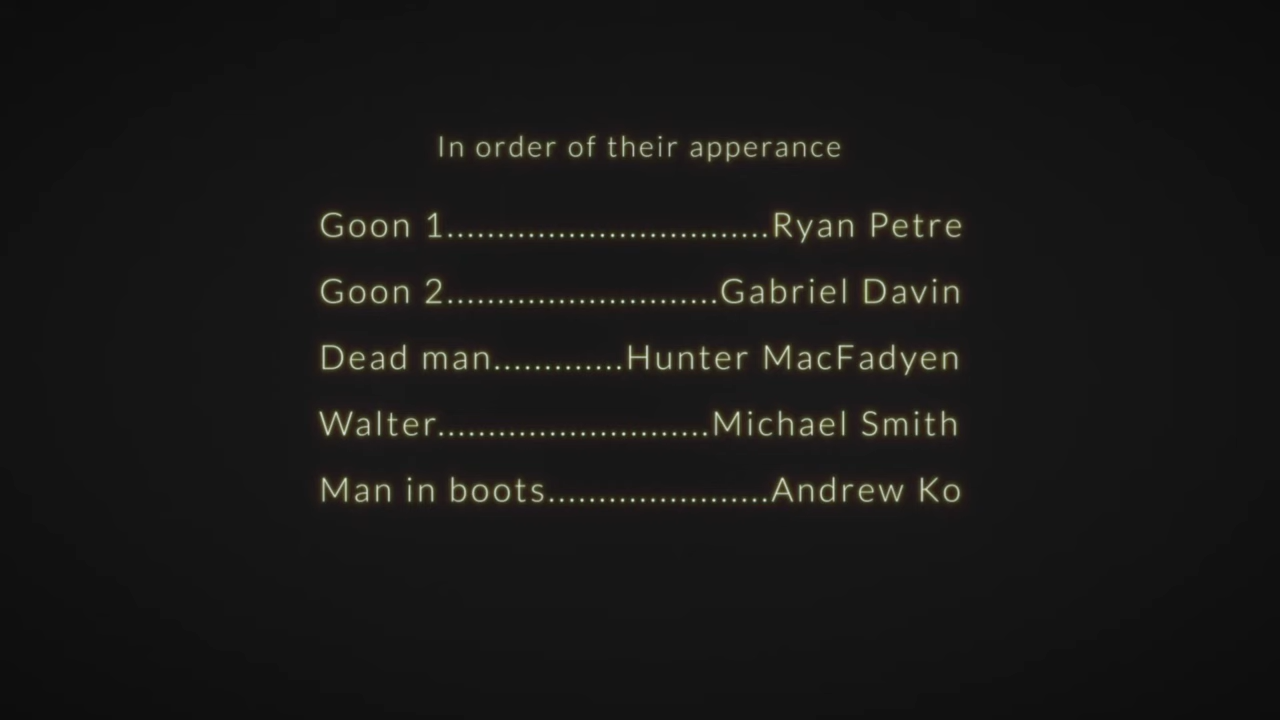 In order of their apperance
Goon 1................................Ryan Petre
Goon 2...........................Gabriel Davin
Dead man.............Hunter MacFadyen
Walter...........................Michael Smith
Man in boots......................Andrew Ko